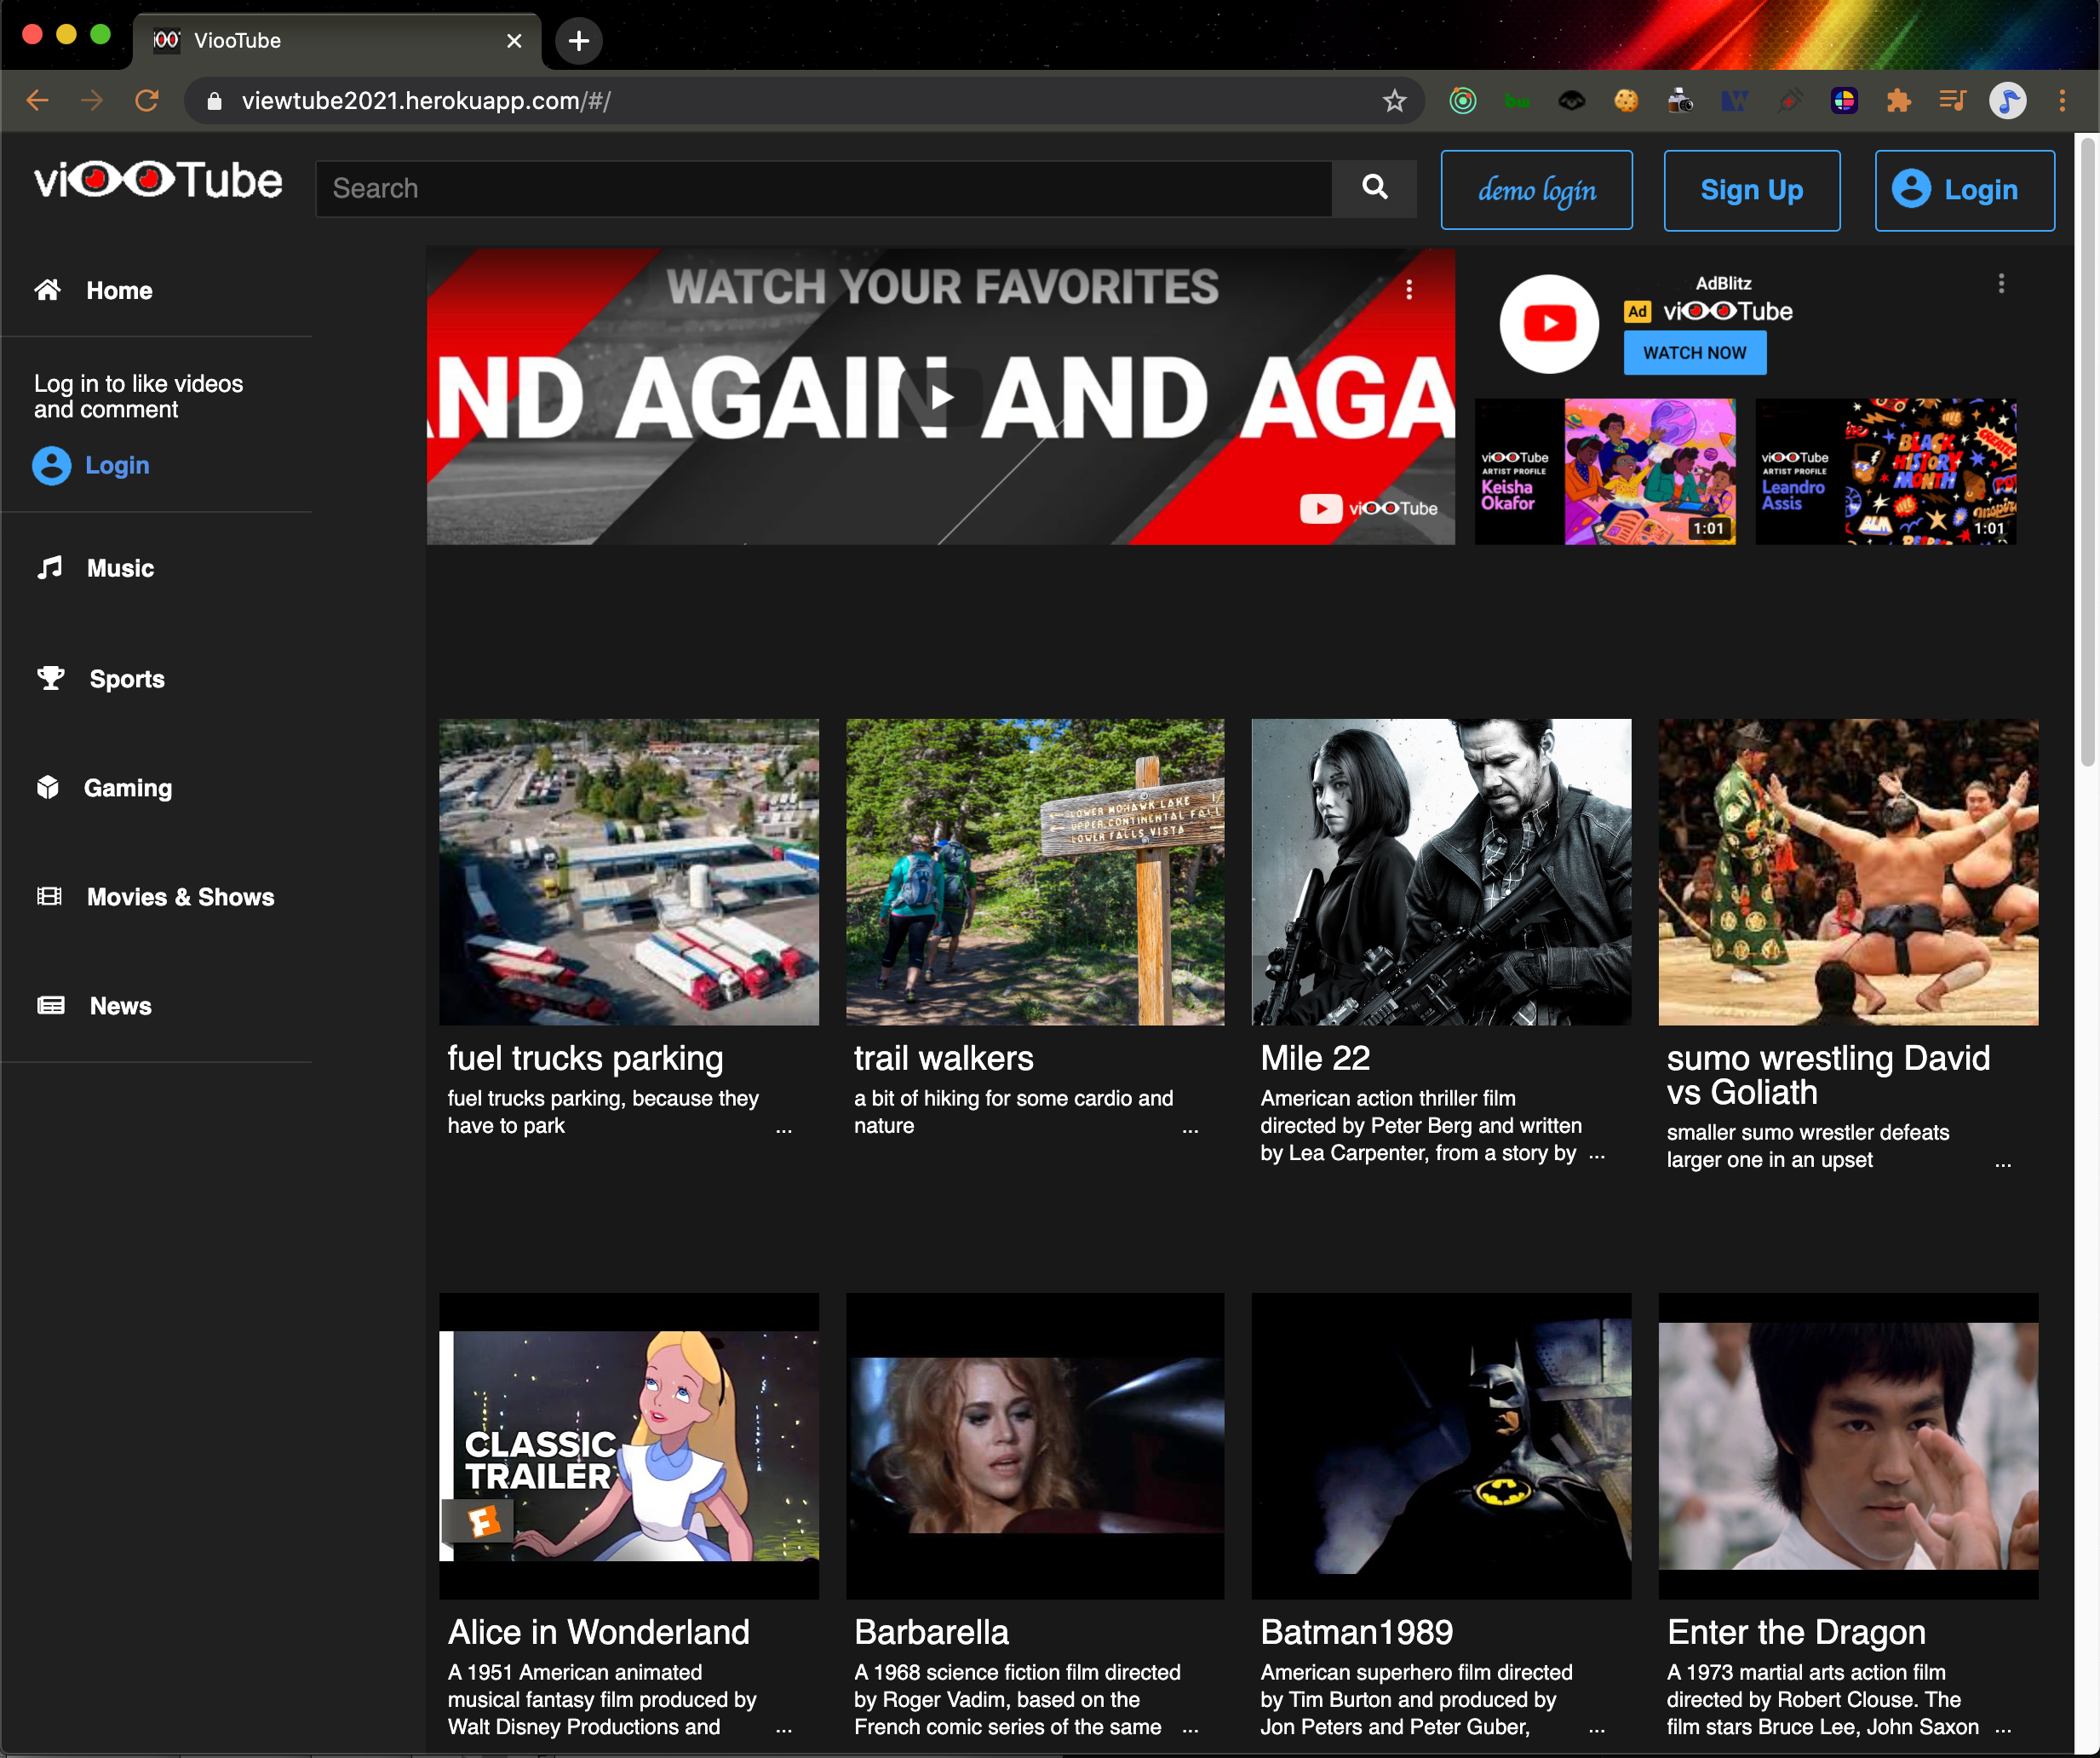 ViooTube
viewtube2021.herokuapp.com/#/
viooTube
Search
demo login
Sign Up
Login
Home
Log in to like videos
and comment
Login
Music
Sports
Gaming
Movies & Shows
News
WATCH YOUR FAVORITES
ND AGAIN AND AGA
viooTube
AdBlitz
Ad viooTube
WATCH NOW
viooTube
ARTIST PROFILE
Keisha
Okafor
1:01
viooTube
ARTIST PROFILE
Leandro
Assis
BLACK
HISTORY
MONTH
BLM
1:01
LOWER MOHAWK LAKE
UPPER CONTINENTAL FALL
LOWER FALLS VISTA
fuel trucks parking
fuel trucks parking, because they
have to park ...
trail walkers
a bit of hiking for some cardio and
nature ...
Mile 22
American action thriller film
directed by Peter Berg and written
by Lea Carpenter, from a story by ...
sumo wrestling David
vs Goliath
smaller sumo wrestler defeats
larger one in an upset ...
CLASSIC
TRAILER
F
Alice in Wonderland
A 1951 American animated
musical fantasy film produced by
Walt Disney Productions and ...
Barbarella
A 1968 science fiction film directed
by Roger Vadim, based on the
French comic series of the same ...
Batman1989
American superhero film directed
by Tim Burton and produced by
Jon Peters and Peter Guber, ...
Enter the Dragon
A 1973 martial arts action film
directed by Robert Clouse. The
film stars Bruce Lee, John Saxon ...